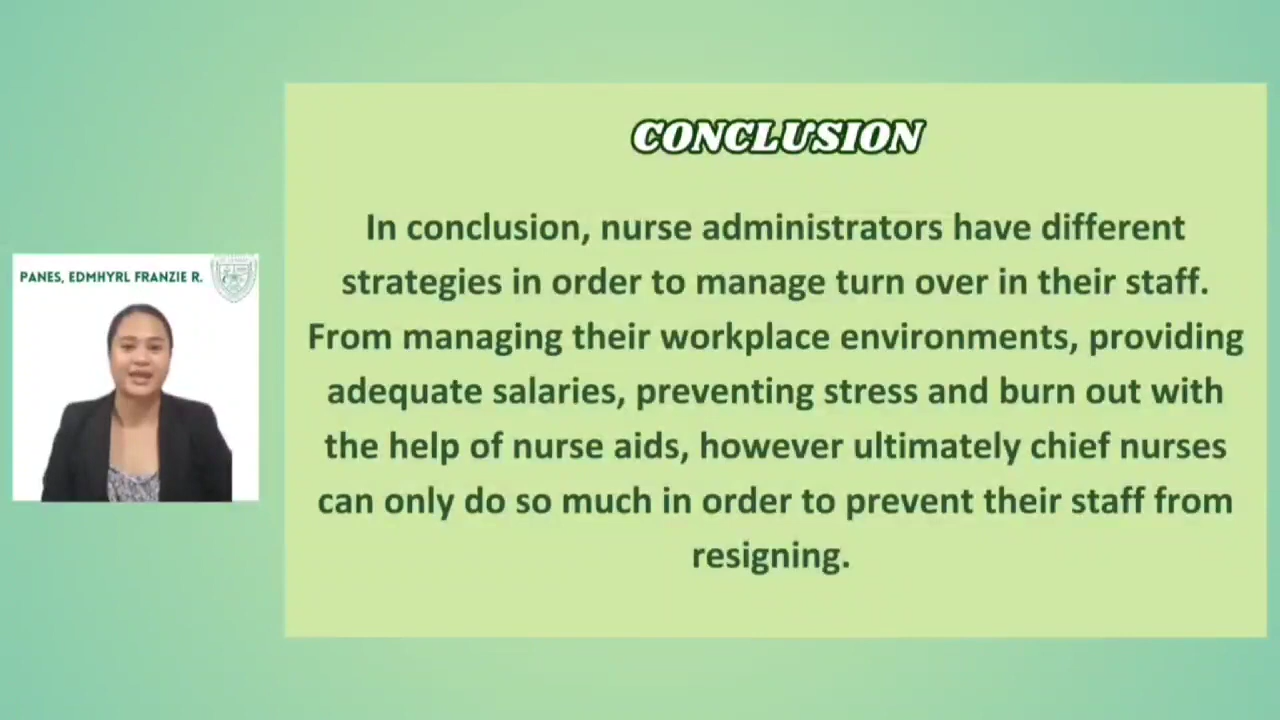 CONCLUSION
In conclusion, nurse administrators have different
strategies in order to manage turn over in their staff.
From managing their workplace environments, providing
adequate salaries, preventing stress and burn out with
the help of nurse aids, however ultimately chief nurses
can only do so much in order to prevent their staff from
resigning.
PANES, EDMHYRL FRANZIE R.